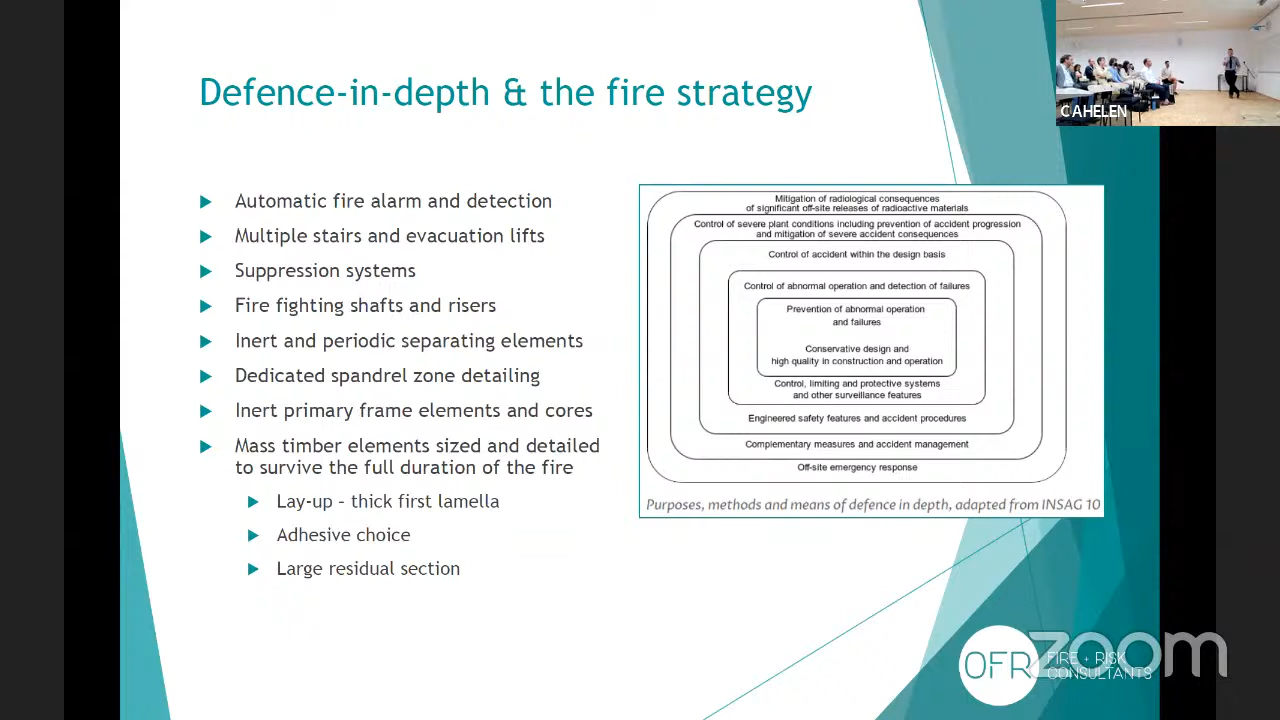 Defence-in-depth & the fire strategy
CAHELEN
Automatic fire alarm and detection
Multiple stairs and evacuation lifts
Suppression systems
Fire fighting shafts and risers
Inert and periodic separating elements
Dedicated spandrel zone detailing
Inert primary frame elements and cores
Mass timber elements sized and detailed
to survive the full duration of the fire
Lay-up – thick first lamella
Adhesive choice
Large residual section
Mitigation of radiological consequences
of significant off-site releases of radioactive materials
Control of severe plant conditions including prevention of accident progression
and mitigation of severe accident consequences
Control of accident within the design basis
Control of abnormal operation and detection of failures
Prevention of abnormal operation
and failures
Conservative design and
high quality in construction and operation
Control, limiting and protective systems
and other surveillance features
Engineered safety features and accident procedures
Complementary measures and accident management
Off-site emergency response
Purposes, methods and means of defence in depth, adapted from INSAG 10
OFR
FIRE + RISK
CONSULTANTS
zoom